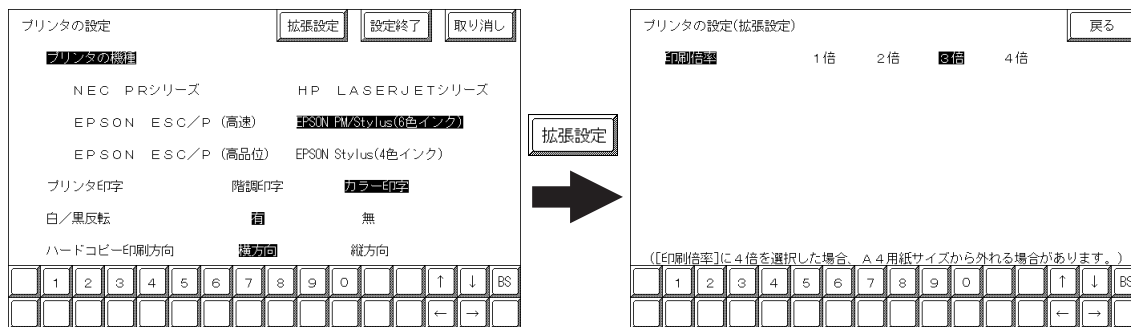 プリンタの設定 拡張設定 設定終了 取り消し
プリンタの機種
NEC PRシリーズ HP LASERJETシリーズ
EPSON ESC/P (高速) EPSON PM/Stylus(6色インク)
EPSON ESC/P (高品位) EPSON Stylus(4色インク)
プリンタ印字 階調印字 カラー印字
白/黒反転 有 無
ハードコピー印刷方向 横方向 縦方向
1 2 3 4 5 6 7 8 9 0 ↑ ↓ BS
← →
拡張設定
プリンタの設定(拡張設定) 戻る
印刷倍率 1倍 2倍 3倍 4倍
([印刷倍率]に4倍を選択した場合、A4用紙サイズから外れる場合があります。)
1 2 3 4 5 6 7 8 9 0 ↑ ↓ BS
← →